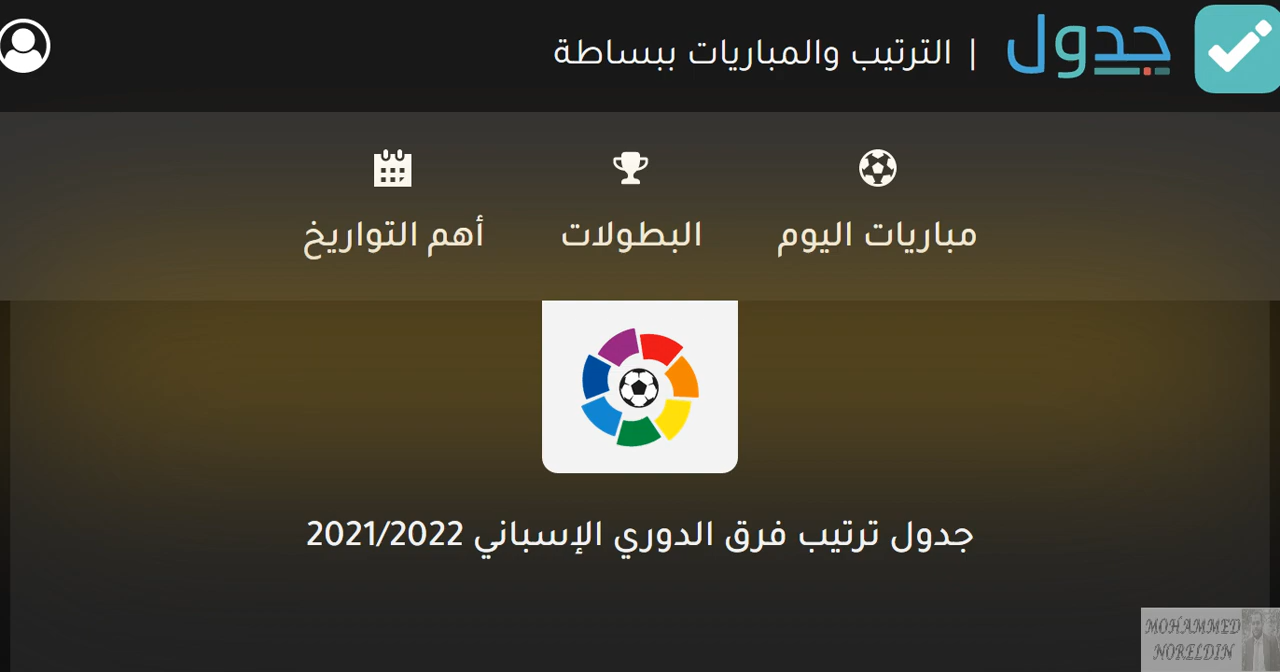 جدول | الترتيب والمباريات ببساطة
مباريات اليوم
البطولات
أهم التواريخ
جدول ترتيب فرق الدوري الإسباني 2021/2022
MOHAMMED
NORELDIN